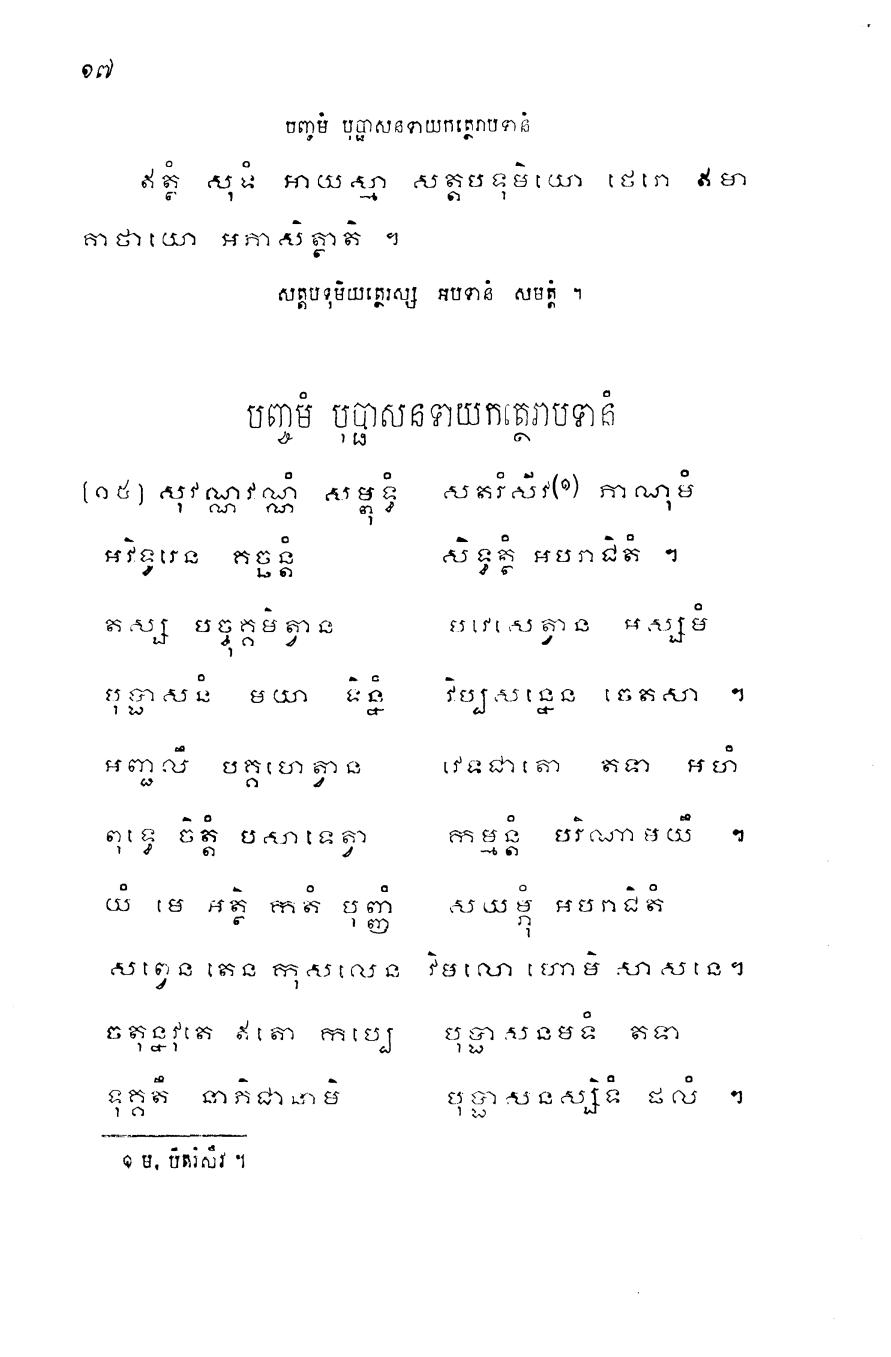 ១៧
បញ្ចមំ បុប្ផាសនទាយកត្ថេរាបទានំ
ឥត្ថំ សុទំ អាយស្មា សត្តបទុមិយោ ថេរោ ឥមា
គាថាយោ អភាសិត្ថាតិ ។
សត្តបទុមិយត្ថេរស្ស អបទានំ សមត្តំ ។
បញ្ចមំ បុប្ផាសនទាយកត្ថេរាបទានំ
[១៥] សុវណ្ណវណ្ណំ សម្ពុទ្ធំ សតរំសីវ(១) ភាណុមំ
អវិទូរេន គច្ឆន្តំ សិទ្ធត្ថំ អបរាជិតំ ។
តស្ស បច្ចុគ្គមិត្វាន បវេសេត្វាន អស្សមំ
បុប្ផាសនំ មយា ទិន្នំ វិប្បសន្នេន ចេតសា ។
អញ្ជលឹ បគ្គហេត្វាន វេទជាតោ តទា អហំ
ពុទ្ធេ ចិត្តំ បសាទេត្វា កម្មន្តំ បរិណាមយឹ ។
យំ មេ អត្ថិ កតំ បុញ្ញំ សយម្ភុំ អបរាជិតំ
សព្វេន តេន កុសលេន វិមលោ ហោមិ សាសនេ។
ចតុន្នវុតេ ឥតោ កប្បេ បុប្ផាសនមទំ តទា
ទុគ្គតឹ នាភិជានាមិ បុប្ផាសនស្សិទំ ផលំ ។
១ ម. បីតរំសីវ ។